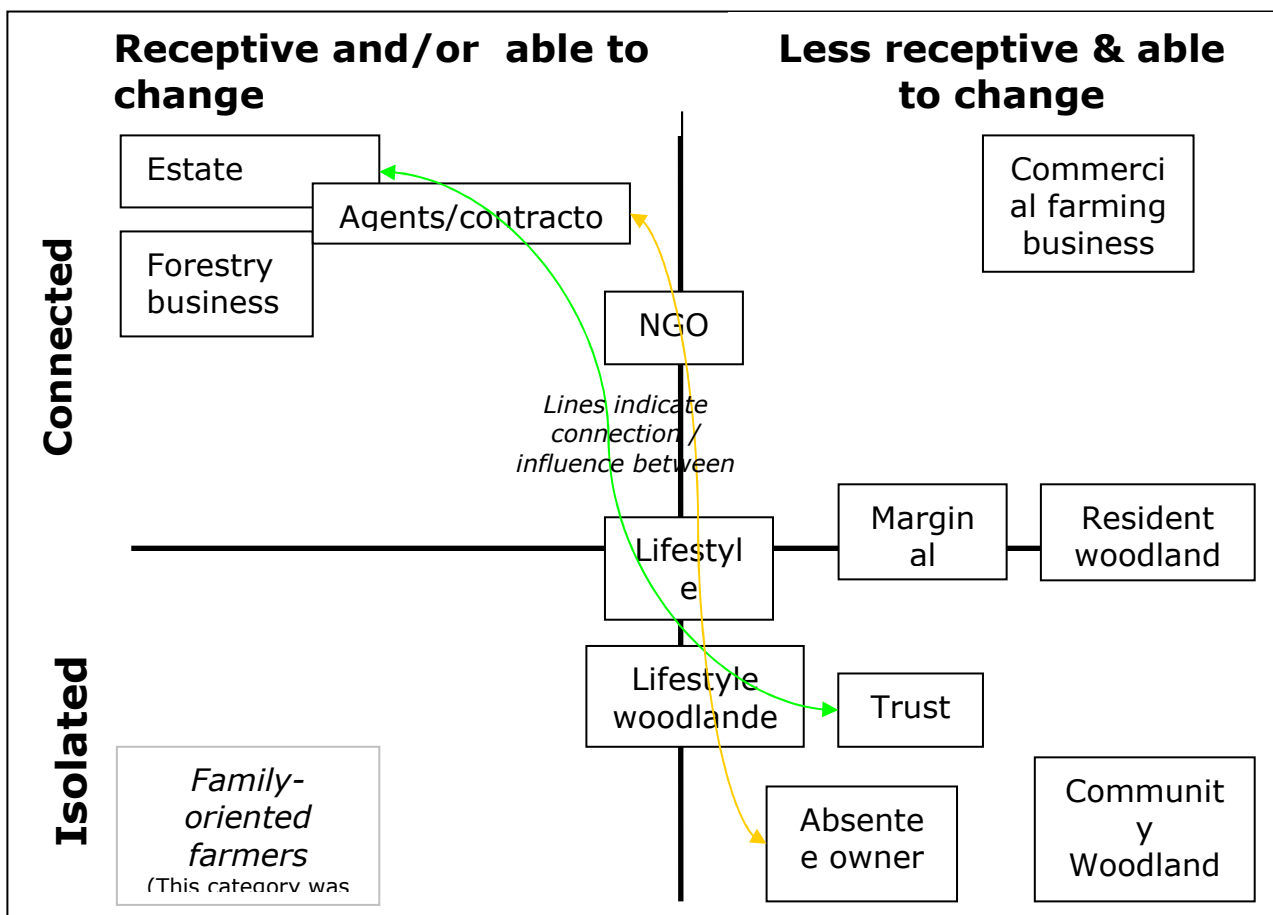 Receptive and/or able to
change
Less receptive & able
to change
Connected
Isolated
Estate
Agents/contracto
Forestry
business
Commerci
al farming
business
NGO
Lines indicate
connection /
influence between
Lifestyl
e
Margin
al
Resident
woodland
Lifestyle
woodlande
Trust
Family-
oriented
farmers
(This category was
Absente
e owner
Communit
y
Woodland